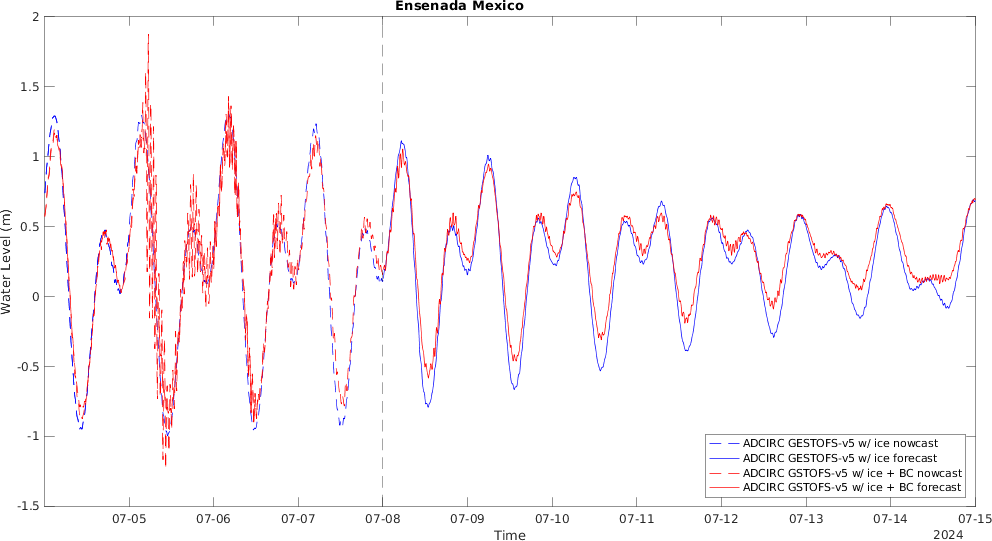 Ensenada Mexico
Water Level (m)
2
1.5
1
0.5
0
-0.5
-1
-1.5
ADCIRC GESTOFS-v5 w/ ice nowcast
ADCIRC GESTOFS-v5 w/ ice forecast
ADCIRC GSTOFS-v5 w/ ice + BC nowcast
ADCIRC GSTOFS-v5 w/ ice + BC forecast
07-05 07-06 07-07 07-08 07-09 07-10 07-11 07-12 07-13 07-14 07-15
Time
2024